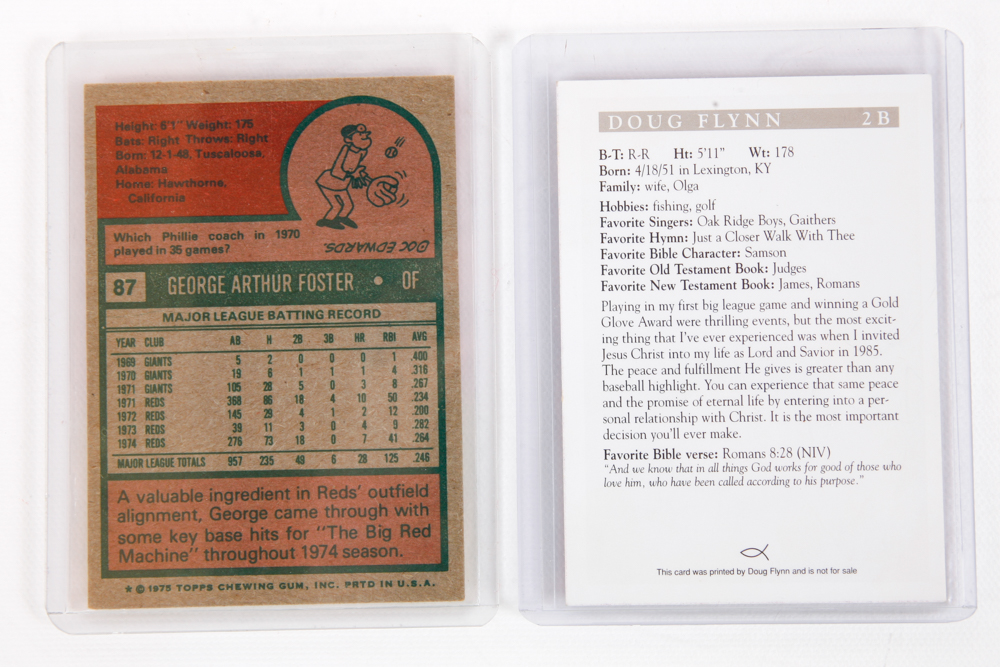 Height: 6'1" Weight: 175
Bats: Right Throws: Right
Born: 12-1-48, Tuscaloosa,
Alabama
Home: Hawthorne,
California
Which Phillie coach in 1970
played in 35 games?
DOC EDWARDS.
87 GEORGE ARTHUR FOSTER • OF
MAJOR LEAGUE BATTING RECORD
YEAR CLUB AB H 2B 3B HR RBI AVG
1969 GIANTS 5 2 0 0 0 1 .400
1970 GIANTS 19 6 1 1 1 4 .316
1971 GIANTS 105 28 5 0 3 8 .267
1971 REDS 368 86 18 4 10 50 .234
1972 REDS 145 29 4 1 2 12 .200
1973 REDS 39 11 3 0 4 9 .282
1974 REDS 276 73 18 0 7 41 .264
MAJOR LEAGUE TOTALS 957 235 49 6 28 125 .246
A valuable ingredient in Reds' outfield
alignment, George came through with
some key base hits for "The Big Red
Machine" throughout 1974 season.
★ © 1975 TOPPS CHEWING GUM, INC. PRTD IN U.S.A.
DOUG FLYNN 2B
B-T: R-R Ht: 5'11" Wt: 178
Born: 4/18/51 in Lexington, KY
Family: wife, Olga
Hobbies: fishing, golf
Favorite Singers: Oak Ridge Boys, Gaithers
Favorite Hymn: Just a Closer Walk With Thee
Favorite Bible Character: Samson
Favorite Old Testament Book: Judges
Favorite New Testament Book: James, Romans
Playing in my first big league game and winning a Gold
Glove Award were thrilling events, but the most excit-
ing thing that I've ever experienced was when I invited
Jesus Christ into my life as Lord and Savior in 1985.
The peace and fulfillment He gives is greater than any
baseball highlight. You can experience that same peace
and the promise of eternal life by entering into a per-
sonal relationship with Christ. It is the most important
decision you'll ever make.
Favorite Bible verse: Romans 8:28 (NIV)
"And we know that in all things God works for good of those who
love him, who have been called according to his purpose."
This card was printed by Doug Flynn and is not for sale